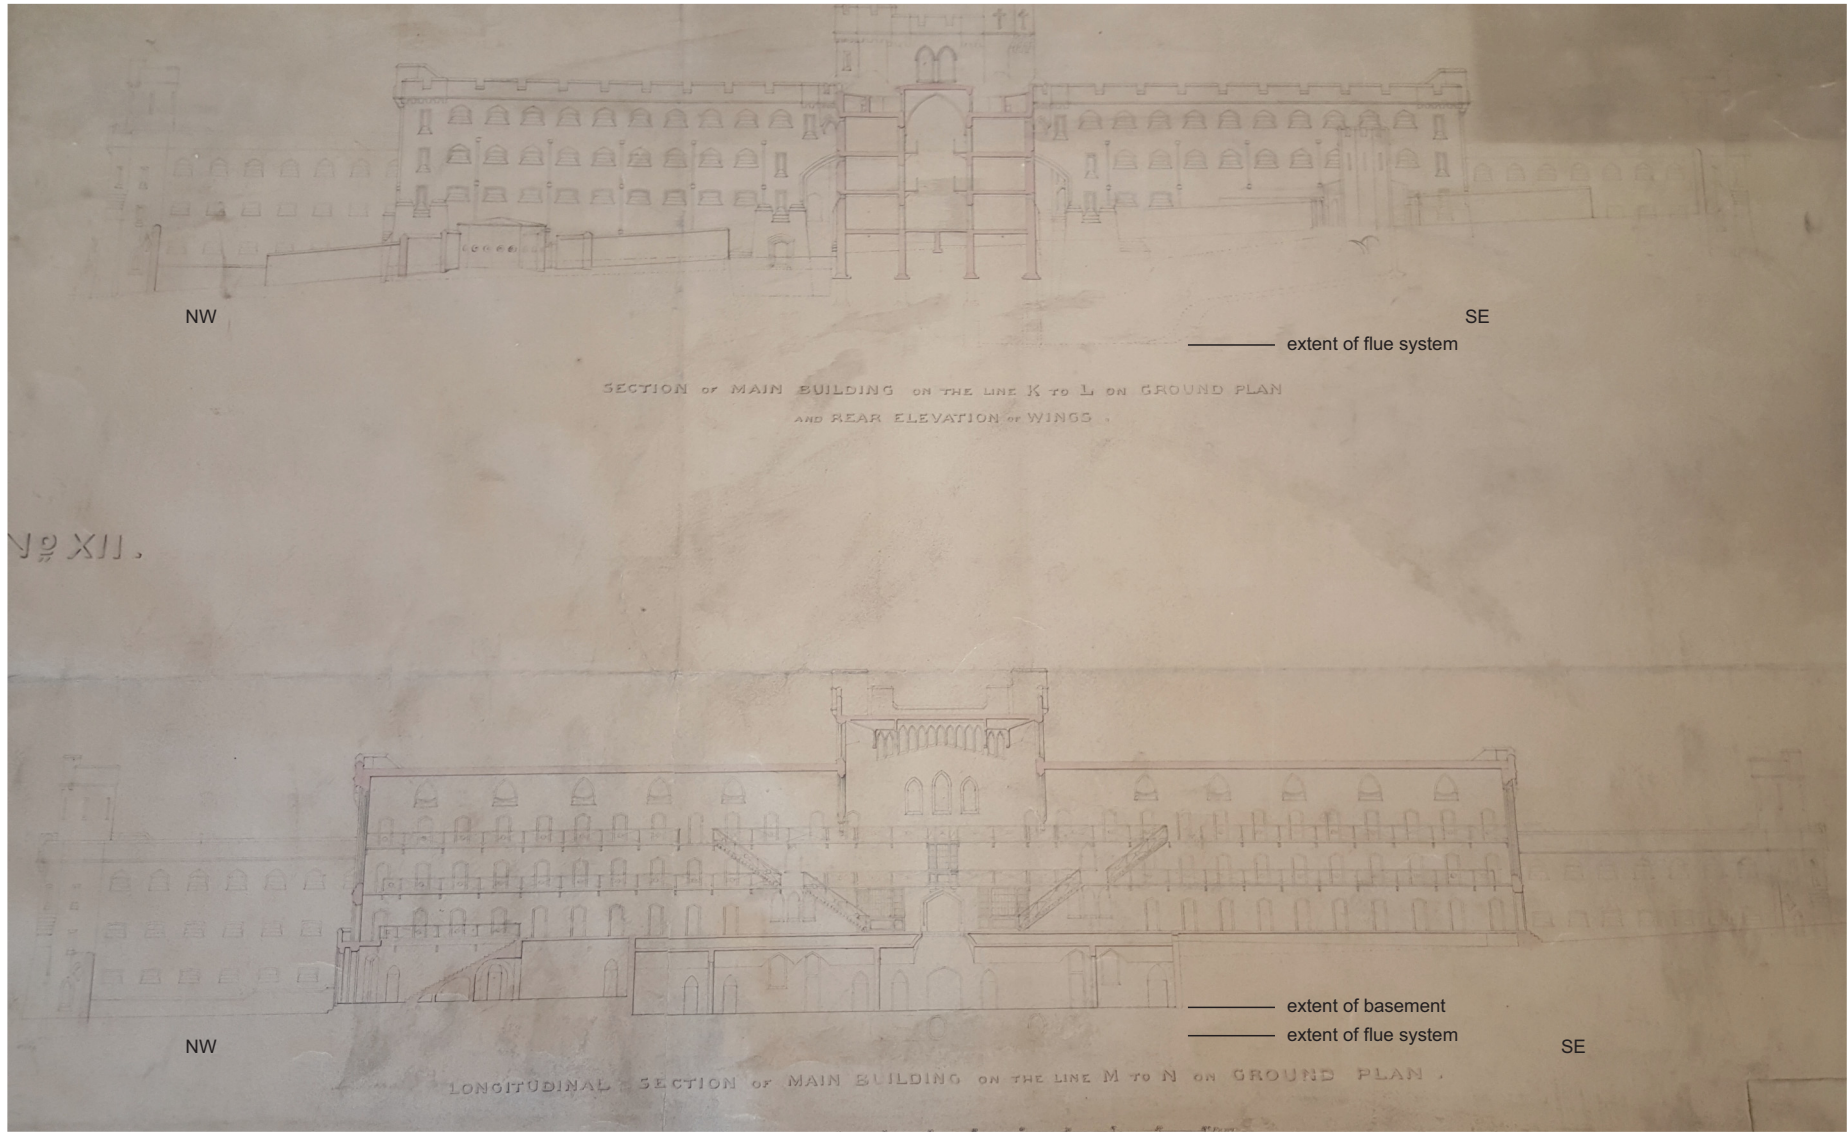 NW
SE
extent of flue system
SECTION OF MAIN BUILDING ON THE LINE K TO L ON GROUND PLAN
AND REAR ELEVATION OF WINGS.
No XII.
extent of basement
extent of flue system
NW
SE
LONGITUDINAL SECTION OF MAIN BUILDING ON THE LINE M TO N ON GROUND PLAN.